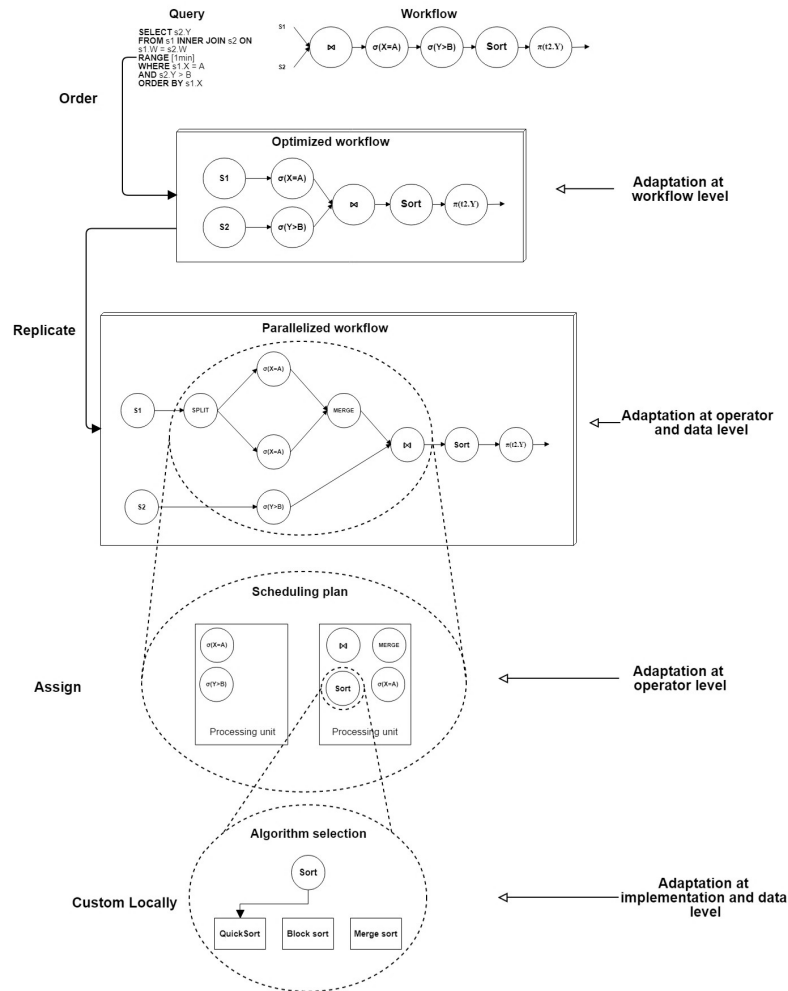 Query
Workflow
SELECT s2.Y
FROM s1 INNER JOIN s2 ON
s1.W = s2.W
RANGE [1min]
WHERE s1.X = A
AND s2.Y > B
ORDER BY s1.X
S1
S2
⋈
σ(X=A)
σ(Y>B)
Sort
π(t2.Y)
Order
Optimized workflow
S1
σ(X=A)
S2
σ(Y>B)
⋈
Sort
π(t2.Y)
Adaptation at
workflow level
Replicate
Parallelized workflow
σ(X=A)
S1
SPLIT
MERGE
σ(X=A)
⋈
Sort
π(t2.Y)
S2
σ(Y>B)
Adaptation at operator
and data level
Scheduling plan
σ(X=A)
σ(Y>B)
Processing unit
⋈
MERGE
Sort
σ(X=A)
Processing unit
Assign
Adaptation at
operator level
Algorithm selection
Sort
QuickSort
Block sort
Merge sort
Custom Locally
Adaptation at
implementation and data
level